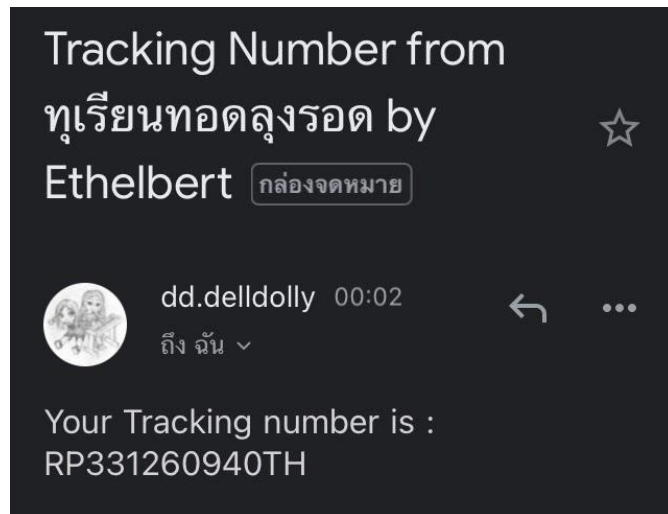 Tracking Number from
ทุเรียนทอดลุงรอด by
Ethelbert กล่องจดหมาย
dd.delldolly 00:02
ถึง ฉัน
Your Tracking number is :
RP331260940TH